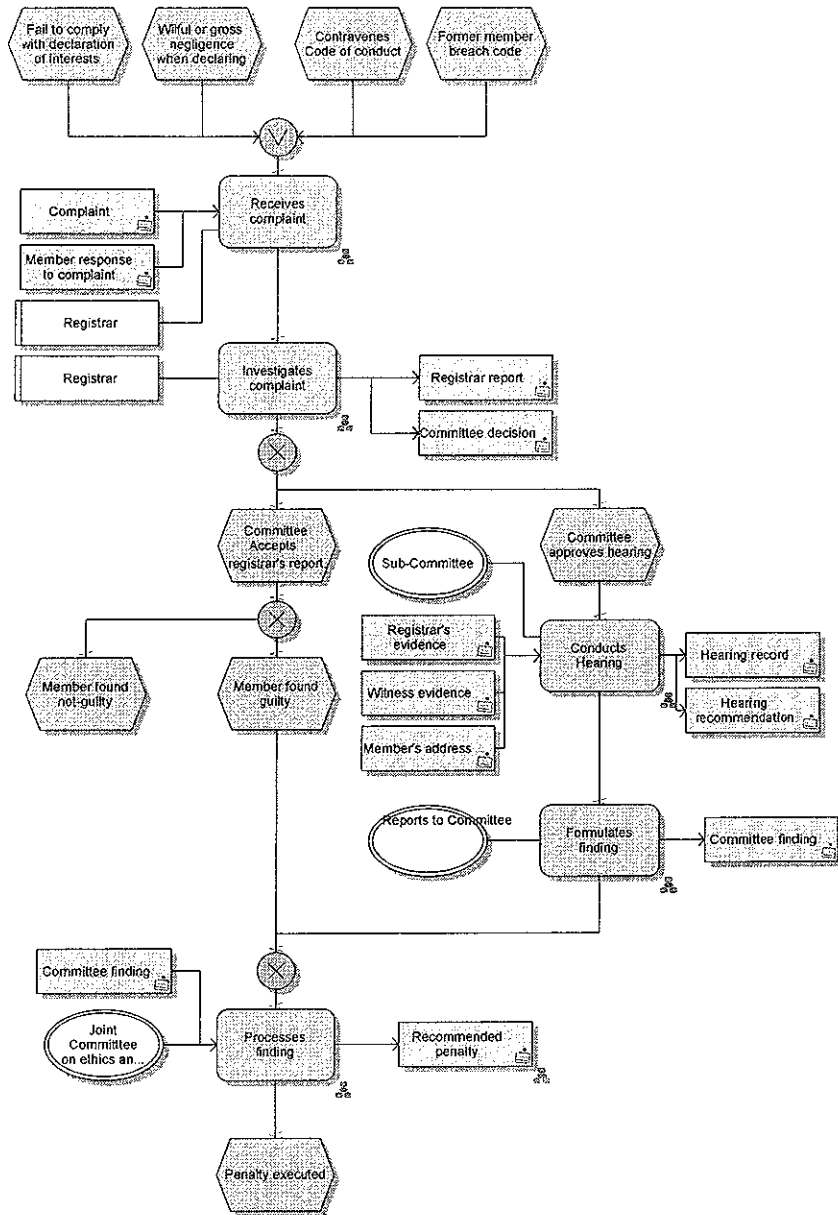 Fail to comply
with declaration
of interests
Wilful or gross
negligence
when declaring
Contravenes
Code of conduct
Former member
breach code
Complaint
Receives
complaint
Member response
to complaint
Registrar
Registrar
Investigates
complaint
Registrar report
Committee decision
Committee
Accepts
registrar's report
Committee
approves hearing
Sub-Committee
Registrar's
evidence
Conducts
Hearing
Hearing record
Member found
not-guilty
Member found
guilty
Witness evidence
Hearing
recommendation
Member's address
Reports to Committee
Formulates
finding
Committee finding
Committee finding
Joint
Committee
on ethics an...
Processes
finding
Recommended
penalty
Penalty executed